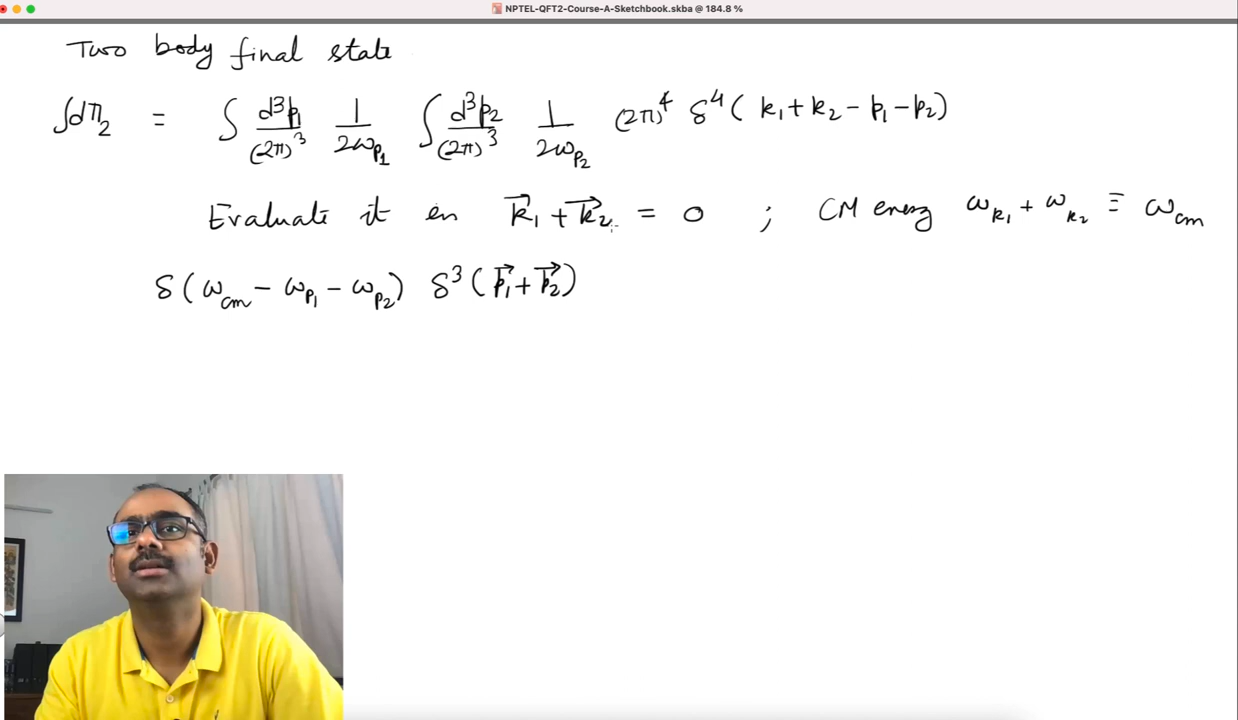 NPTEL-QFT2-Course-A-Sketchbook.skba @ 184.8 %
Two body final state
∫dΠ₂ = ∫ d³p₁/(2π)³ 1/2ω_p₁ ∫ d³p₂/(2π)³ 1/2ω_p₂ (2π)⁴ δ⁴(k₁+k₂−p₁−p₂)
Evaluate it in k⃗₁+k⃗₂ = 0 ; CM energy ω_k₁ + ω_k₂ ≡ ω_cm
δ(ω_cm − ω_p₁ − ω_p₂) δ³(p⃗₁+p⃗₂)